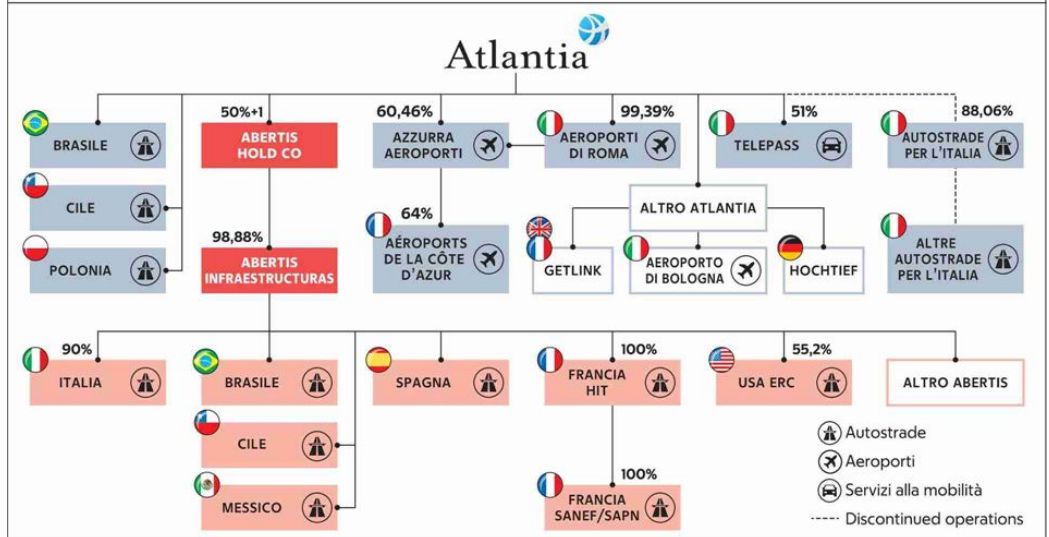 Atlantia
50%+1
60,46%
99,39%
51%
88,06%
BRASILE
ABERTIS
HOLD CO
AZZURRA
AEROPORTI
AEROPORTI
DI ROMA
TELEPASS
AUTOSTRADE
PER L'ITALIA
CILE
ALTRO ATLANTIA
64%
98,88%
POLONIA
ABERTIS
INFRAESTRUCTURAS
AÉROPORTS
DE LA CÔTE
D'AZUR
GETLINK
AEROPORTO
DI BOLOGNA
HOCHTIEF
ALTRE
AUTOSTRADE
PER L'ITALIA
90%
100%
55,2%
ITALIA
BRASILE
SPAGNA
FRANCIA
HIT
USA ERC
ALTRO ABERTIS
CILE
MESSICO
100%
FRANCIA
SANEF/SAPN
Autostrade
Aeroporti
Servizi alla mobilità
Discontinued operations